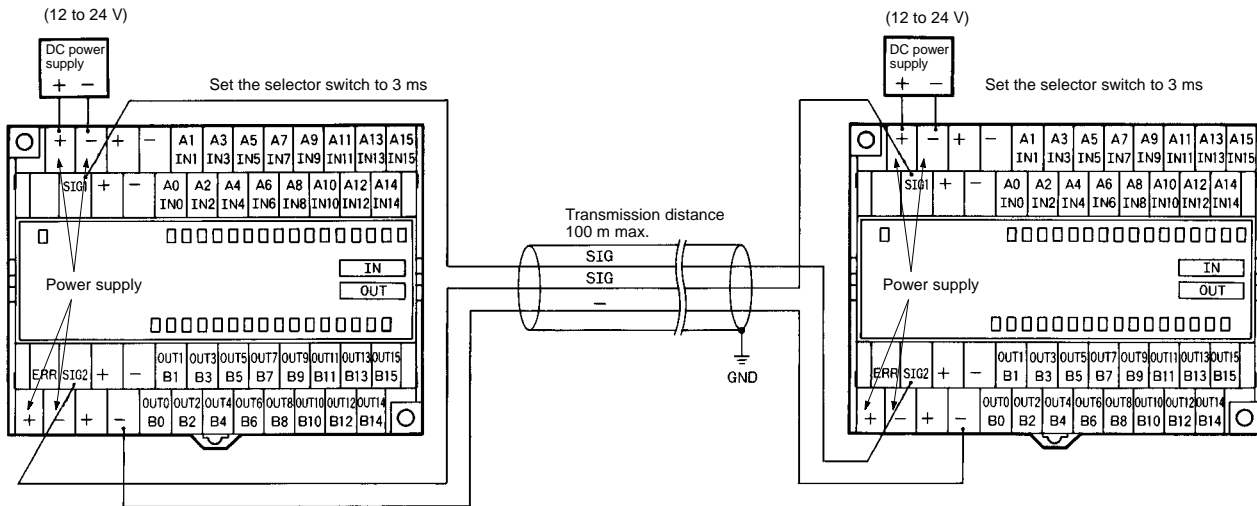 (12 to 24 V)
DC power
supply
+ −
Set the selector switch to 3 ms
+ − + − A1 A3 A5 A7 A9 A11 A13 A15
IN1 IN3 IN5 IN7 IN9 IN11 IN13 IN15
SIG1 + − A0 A2 A4 A6 A8 A10 A12 A14
IN0 IN2 IN4 IN6 IN8 IN10 IN12 IN14
IN
OUT
Power supply
OUT1 OUT3 OUT5 OUT7 OUT9 OUT11 OUT13 OUT15
ERR SIG2 + − B1 B3 B5 B7 B9 B11 B13 B15
+ − + − OUT0 OUT2 OUT4 OUT6 OUT8 OUT10 OUT12 OUT14
B0 B2 B4 B6 B8 B10 B12 B14
Transmission distance
100 m max.
SIG
SIG
−
GND
(12 to 24 V)
DC power
supply
+ −
Set the selector switch to 3 ms
+ − + − A1 A3 A5 A7 A9 A11 A13 A15
IN1 IN3 IN5 IN7 IN9 IN11 IN13 IN15
SIG1 + − A0 A2 A4 A6 A8 A10 A12 A14
IN0 IN2 IN4 IN6 IN8 IN10 IN12 IN14
IN
OUT
Power supply
OUT1 OUT3 OUT5 OUT7 OUT9 OUT11 OUT13 OUT15
ERR SIG2 + − B1 B3 B5 B7 B9 B11 B13 B15
+ − + − OUT0 OUT2 OUT4 OUT6 OUT8 OUT10 OUT12 OUT14
B0 B2 B4 B6 B8 B10 B12 B14